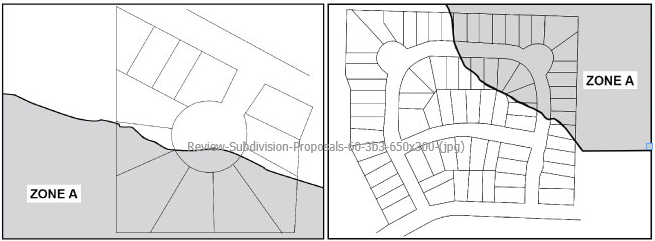 ZONE A
Review-Subdivision-Proposals-60-3b3-650x300-(jpg)
ZONE A